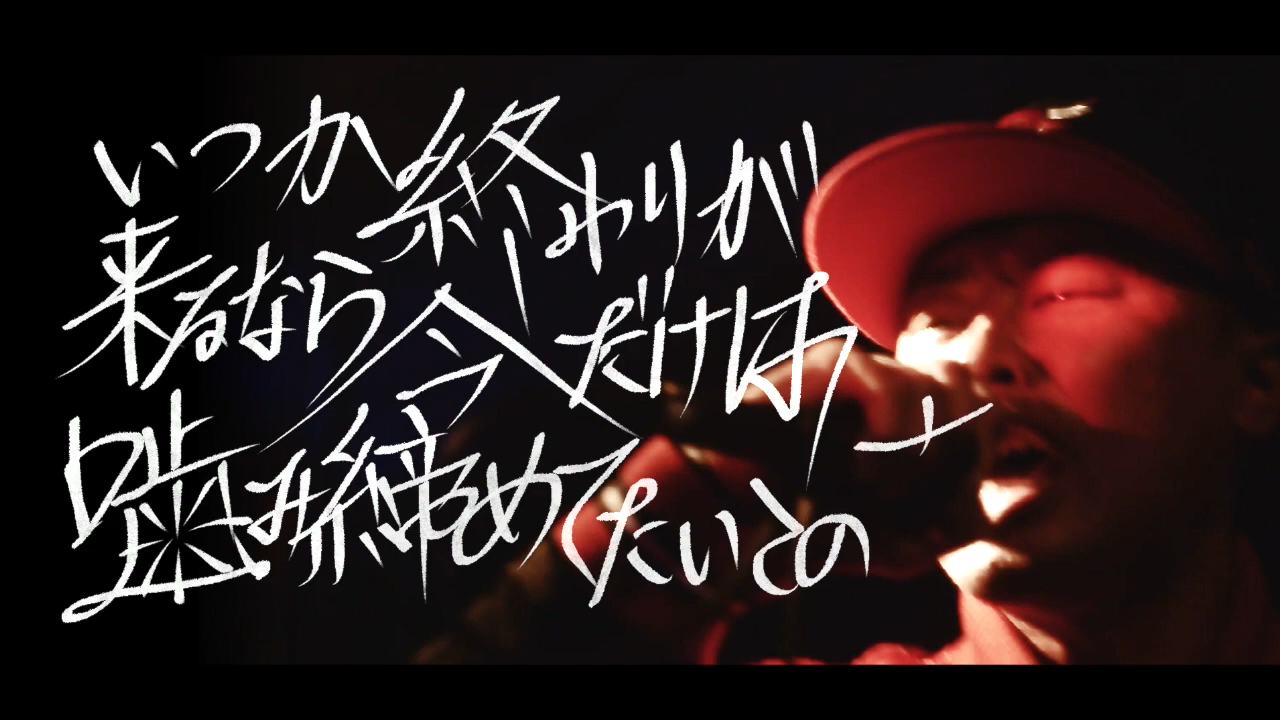 いつか終わりが
来るなら今だけは
噛み締めてたいとの